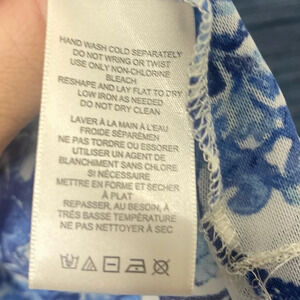 HAND WASH COLD SEPARATELY
DO NOT WRING OR TWIST
USE ONLY NON-CHLORINE
BLEACH
RESHAPE AND LAY FLAT TO DRY
LOW IRON AS NEEDED
DO NOT DRY CLEAN
LAVER À LA MAIN À L'EAU
FROIDE SÉPARÉMEN
NE PAS TORDRE OU ESSORER
UTILISER UN AGENT DE
BLANCHIMENT SANS CHLORE
SI NÉCESSAIRE
METTRE EN FORME ET SÉCHER
À PLAT
REPASSER, AU BESOIN, À
TRÈS BASSE TEMPÉRATURE
NE PAS NETTOYER À SEC